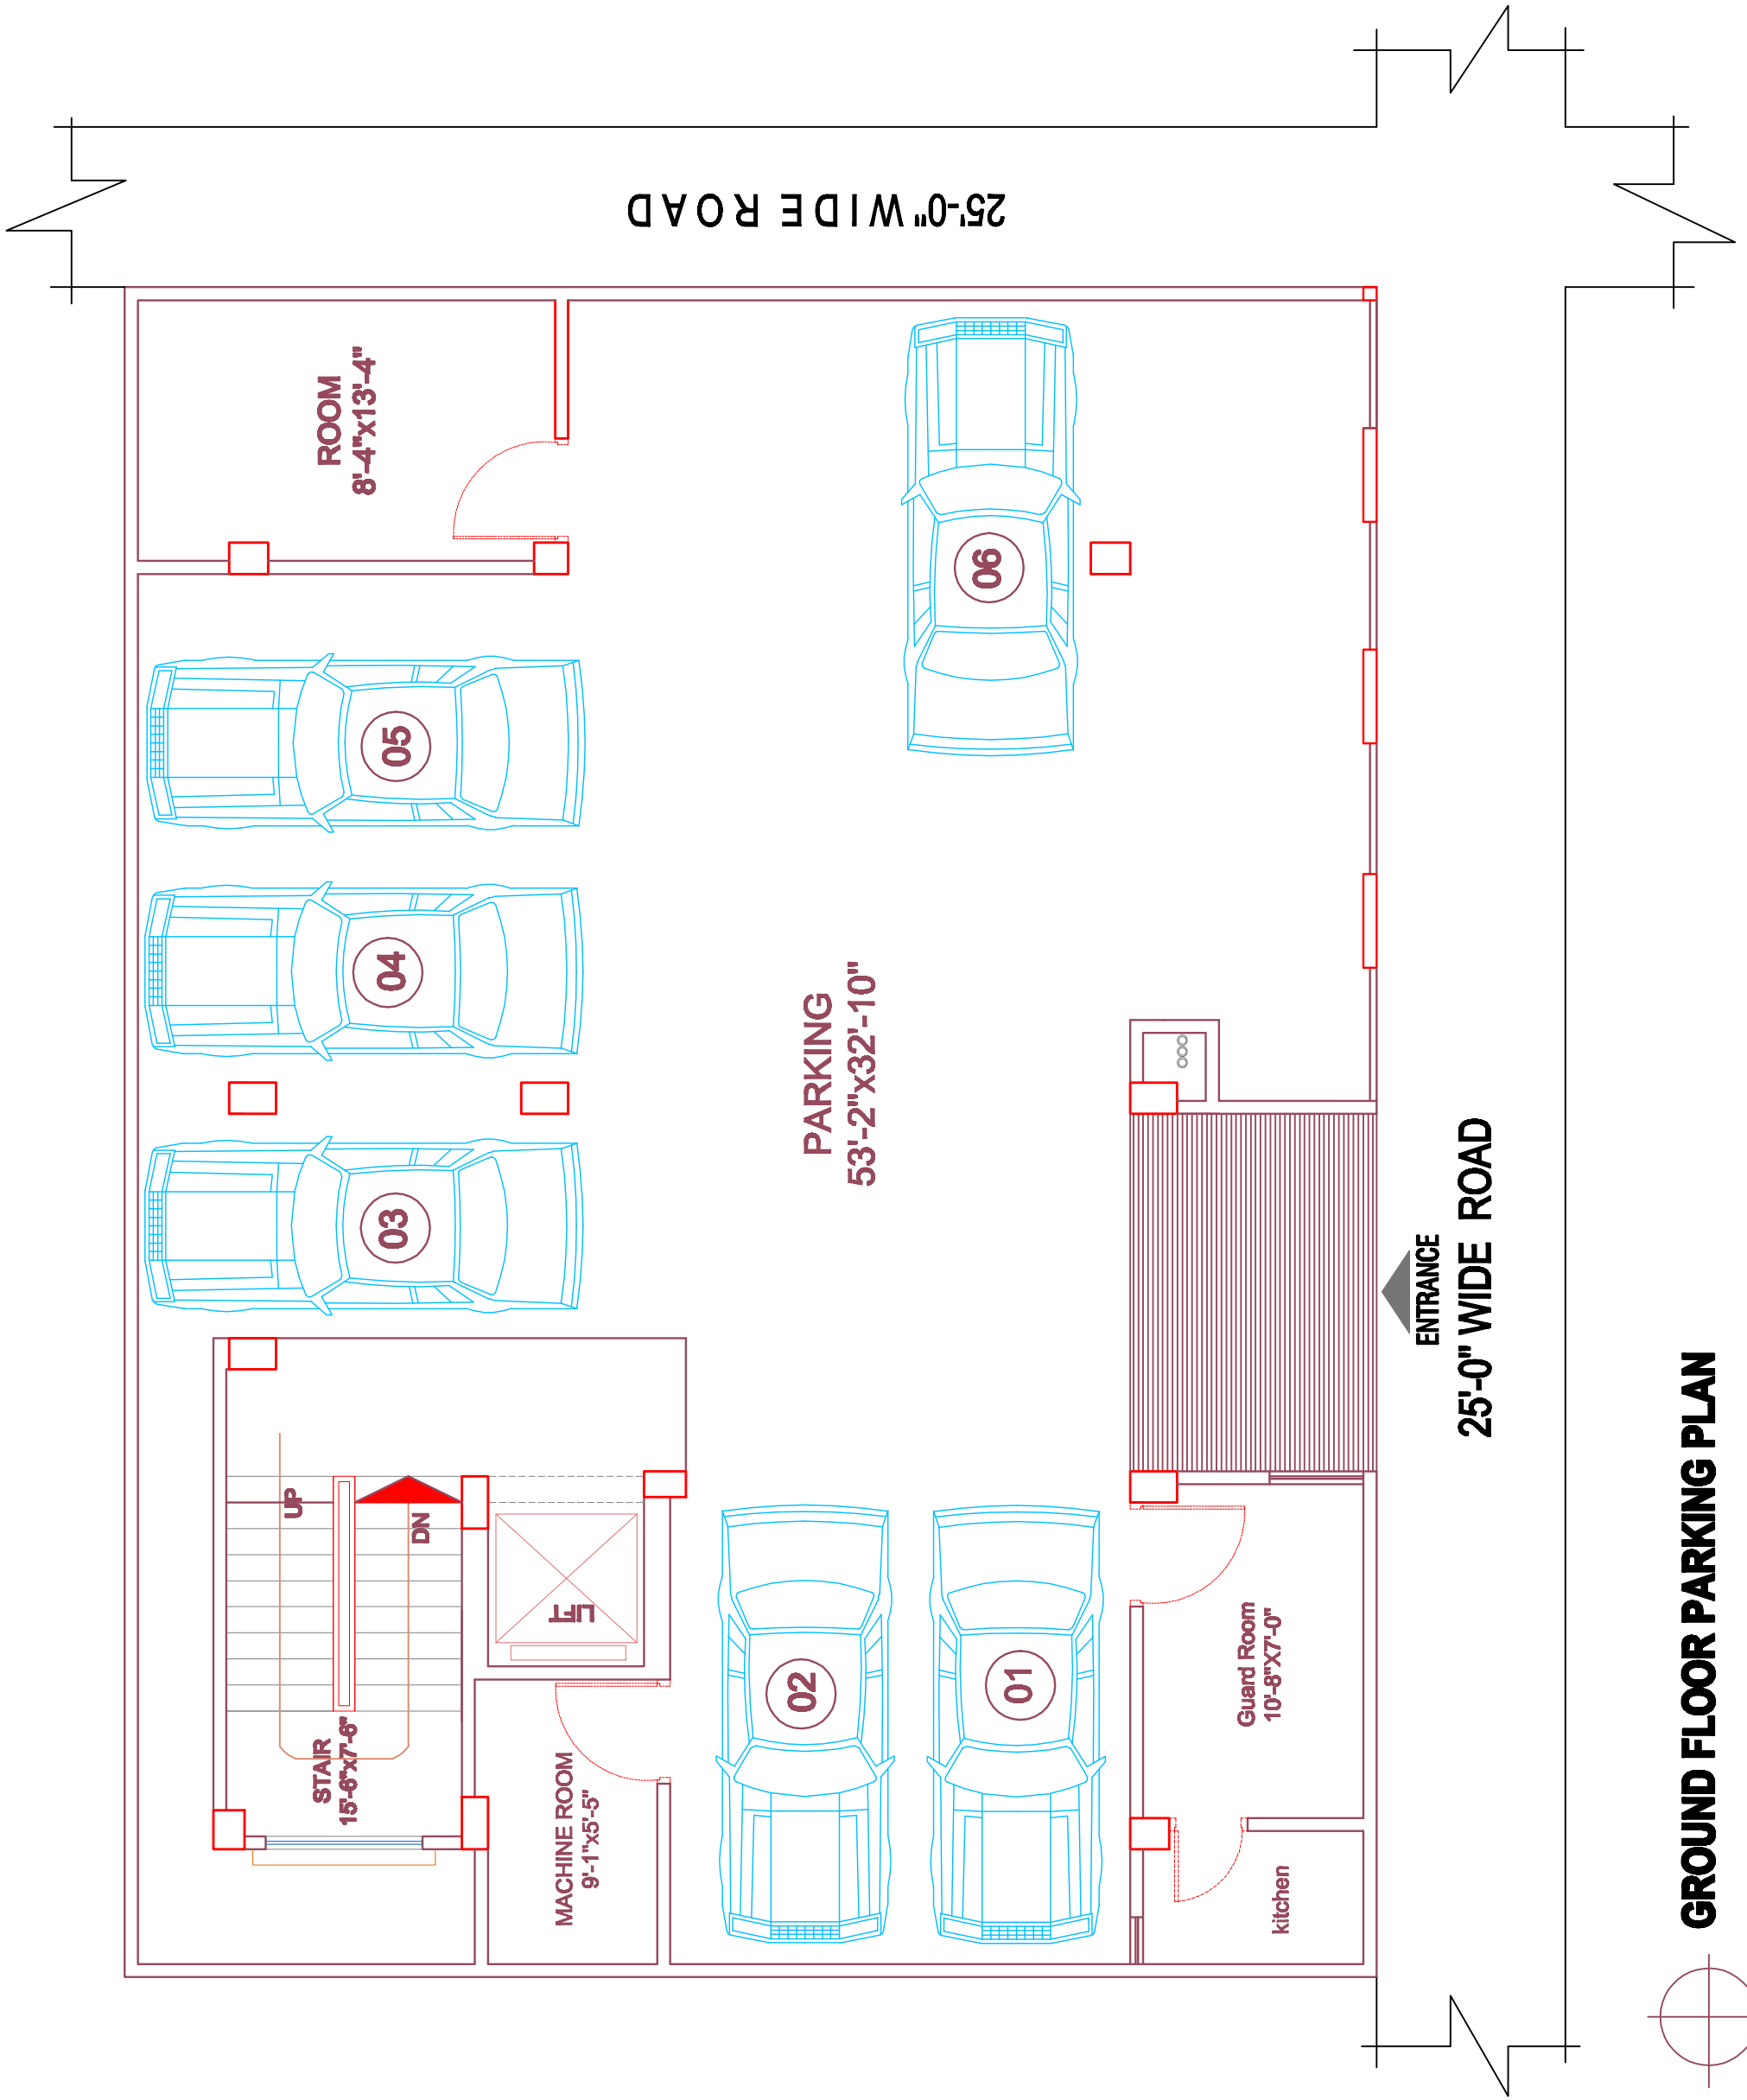 25'-0" WIDE ROAD
ROOM
8'-4"x13'-4"
05
04
03
06
PARKING
53'-2"x32'-10"
UP
DN
STAIR
15'-6"x7'-6"
LIFT
MACHINE ROOM
9'-1"x5'-5"
02
01
Guard Room
10'-8"X7'-0"
kitchen
ENTRANCE
25'-0" WIDE ROAD
GROUND FLOOR PARKING PLAN